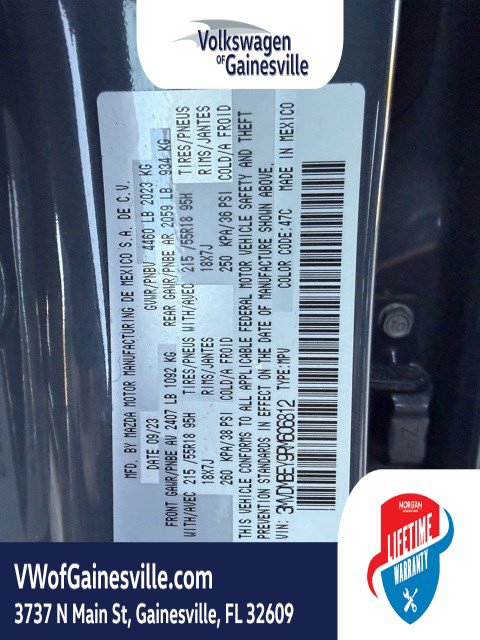 Volkswagen
OF Gainesville
MFD. BY MAZDA MOTOR MANUFACTURING DE MEXICO S.A. DE C.V.
DATE: 09/23 GVWR/PNBV 4460 LB 2023 KG
FRONT GAWR/PNBE AV 2407 LB 1092 KG REAR GAWR/PNBE AR 2059 LB 934 KG
WITH/AVEC 215/55R18 95H TIRES/PNEUS WITH/AVEC 215/55R18 95H TIRES/PNEUS
18X7J RIMS/JANTES 18X7J RIMS/JANTES
260 KPA/38 PSI COLD/A FROID 250 KPA/36 PSI COLD/A FROID
THIS VEHICLE CONFORMS TO ALL APPLICABLE FEDERAL MOTOR VEHICLE SAFETY AND THEFT
PREVENTION STANDARDS IN EFFECT ON THE DATE OF MANUFACTURE SHOWN ABOVE.
VIN: 3MVDMBEY9RM606812 TYPE:MPV COLOR CODE:47C MADE IN MEXICO
MORGAN
LIFETIME
WARRANTY
VWofGainesville.com
3737 N Main St, Gainesville, FL 32609